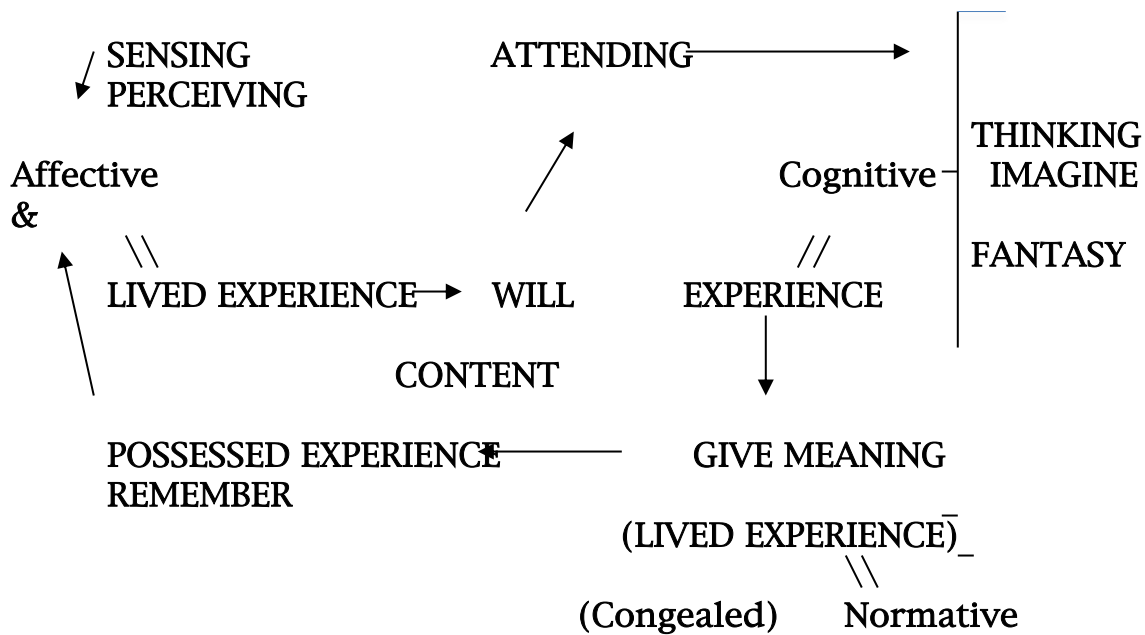 SENSING ATTENDING
PERCEIVING
THINKING
Affective Cognitive IMAGINE
&
FANTASY
LIVED EXPERIENCE WILL EXPERIENCE
CONTENT
POSSESSED EXPERIENCE GIVE MEANING
REMEMBER
(LIVED EXPERIENCE)
(Congealed) Normative